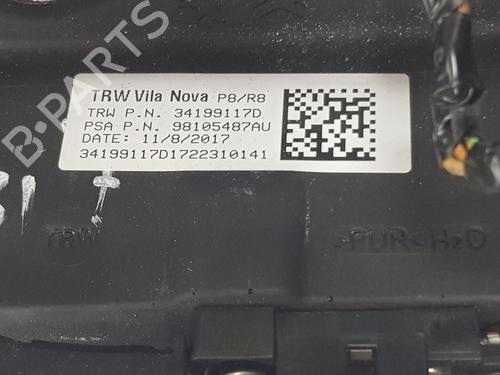 B-PARTS
TRW Vila Nova P8/R8
TRW P.N. 34199117D
PSA P.N. 98105487AU
DATE: 11/8/2017
34199117D1722310141
TRW
>PUR<H2O